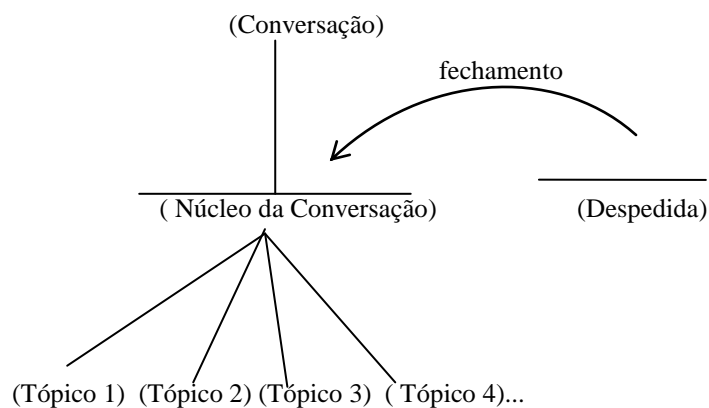 (Conversação)
fechamento
( Núcleo da Conversação)
(Despedida)
(Tópico 1) (Tópico 2) (Tópico 3) ( Tópico 4)...